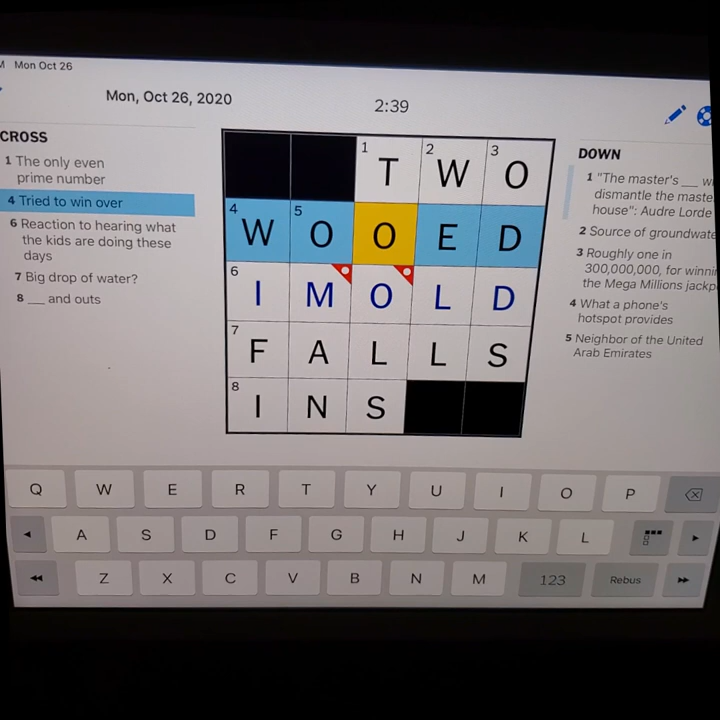 Mon Oct 26
Mon, Oct 26, 2020
2:39
CROSS
1 The only even
prime number
4 Tried to win over
6 Reaction to hearing what
the kids are doing these
days
7 Big drop of water?
8 __ and outs
1 T 2 W 3 O
4 W 5 O O E D
6 I M O L D
7 F A L L S
8 I N S
DOWN
1 "The master's __ w
dismantle the maste
house": Audre Lorde
2 Source of groundwate
3 Roughly one in
300,000,000, for winni
the Mega Millions jackp
4 What a phone's
hotspot provides
5 Neighbor of the United
Arab Emirates
Q W E R T Y U I O P
A S D F G H J K L
Z X C V B N M 123 Rebus